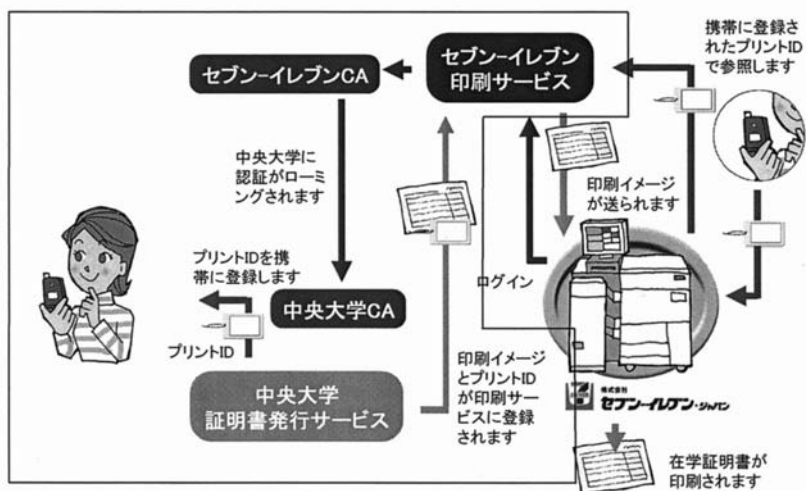 携帯に登録さ
れたプリントID
で参照します
セブン-イレブンCA
セブン-イレブン
印刷サービス
中央大学に
認証がローミ
ングされます
印刷イメージ
が送られます
プリントIDを携
帯に登録します
ログイン
中央大学CA
プリントID
中央大学
証明書発行サービス
印刷イメージ
とプリントID
が印刷サー
ビスに登録
されます
株式会社
セブン-イレブン・ジャパン
在学証明書が
印刷されます